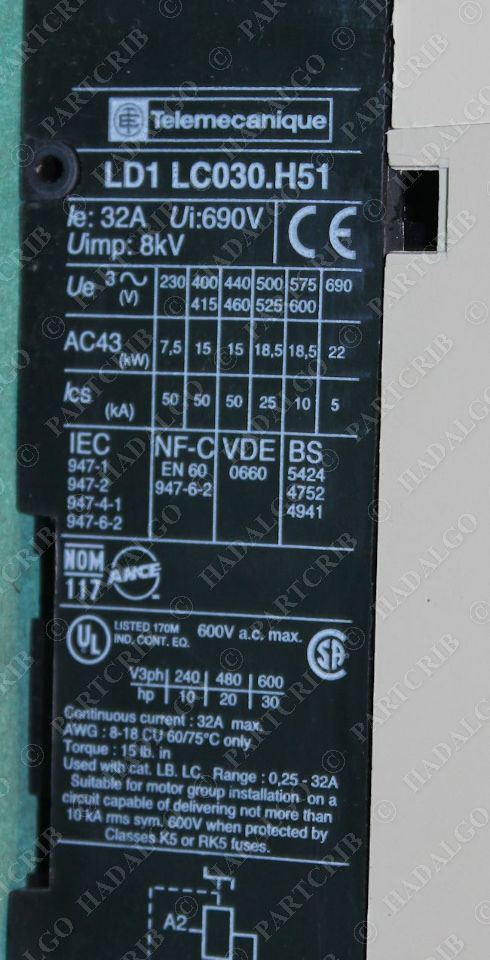 Telemecanique
LD1 LC030.H51
Ie: 32A Ui:690V
Uimp: 8kV
CE
Ue 3~ (V) 230 400 440 500 575 690
415 460 525 600
AC43 (kW) 7,5 15 15 18,5 18,5 22
Ics (kA) 50 50 50 25 10 5
IEC NF-C VDE BS
947-1 EN 60 0660 5424
947-2 947-6-2 4752
947-4-1 4941
947-6-2
NOM
117
ANCE
UL LISTED 170M 600V a.c. max.
IND. CONT. EQ.
SA
V3ph 240 480 600
hp 10 20 30
Continuous current : 32A max.
AWG : 8-18 CU 60/75°C only
Torque : 15 lb. in
Used with cat. LB. LC. Range : 0,25 - 32A
Suitable for motor group installation on a
circuit capable of delivering not more than
10 kA rms sym. 600V when protected by
Classes K5 or RK5 fuses.
A2
© PARTCRIB
© HADALGO